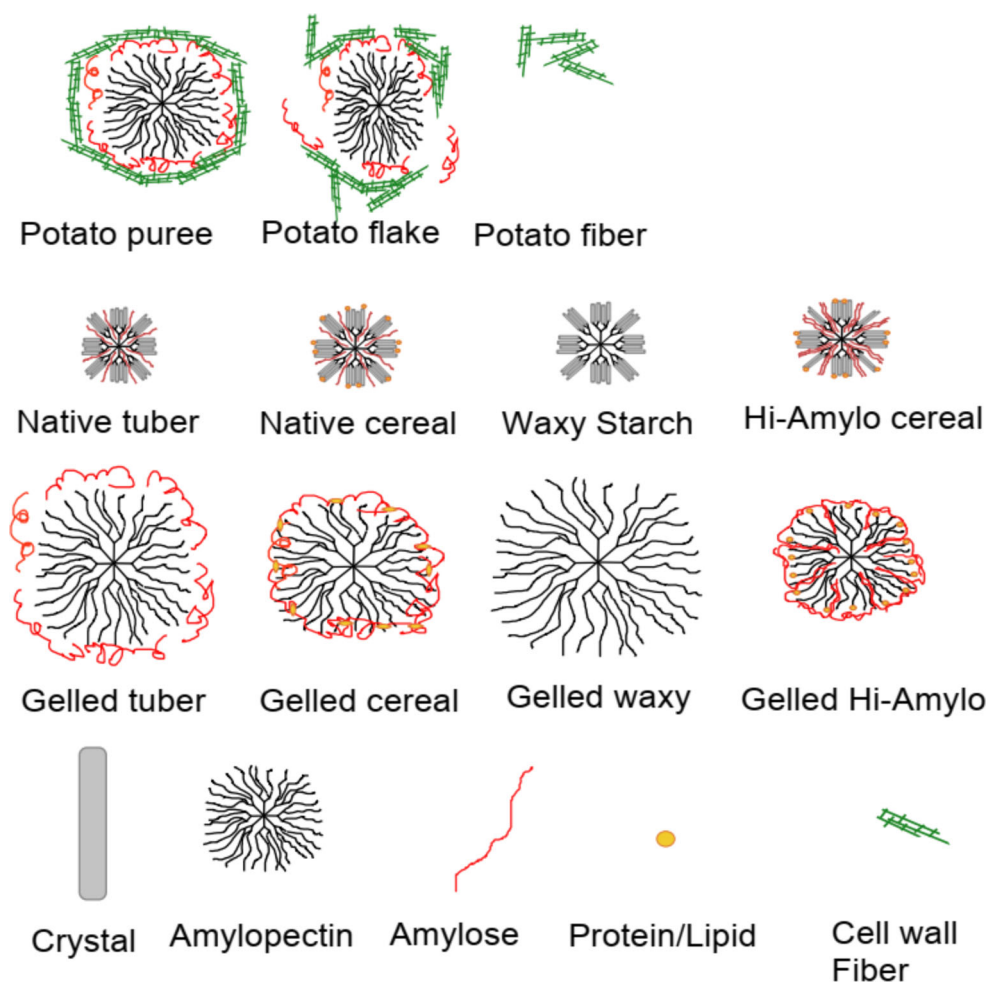 Potato puree
Potato flake
Potato fiber
Native tuber
Native cereal
Waxy Starch
Hi-Amylo cereal
Gelled tuber
Gelled cereal
Gelled waxy
Gelled Hi-Amylo
Crystal
Amylopectin
Amylose
Protein/Lipid
Cell wall
Fiber